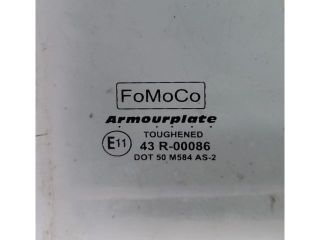 FoMoCo
Armourplate
TOUGHENED
E11 43 R-00086
DOT 50 M584 AS-2